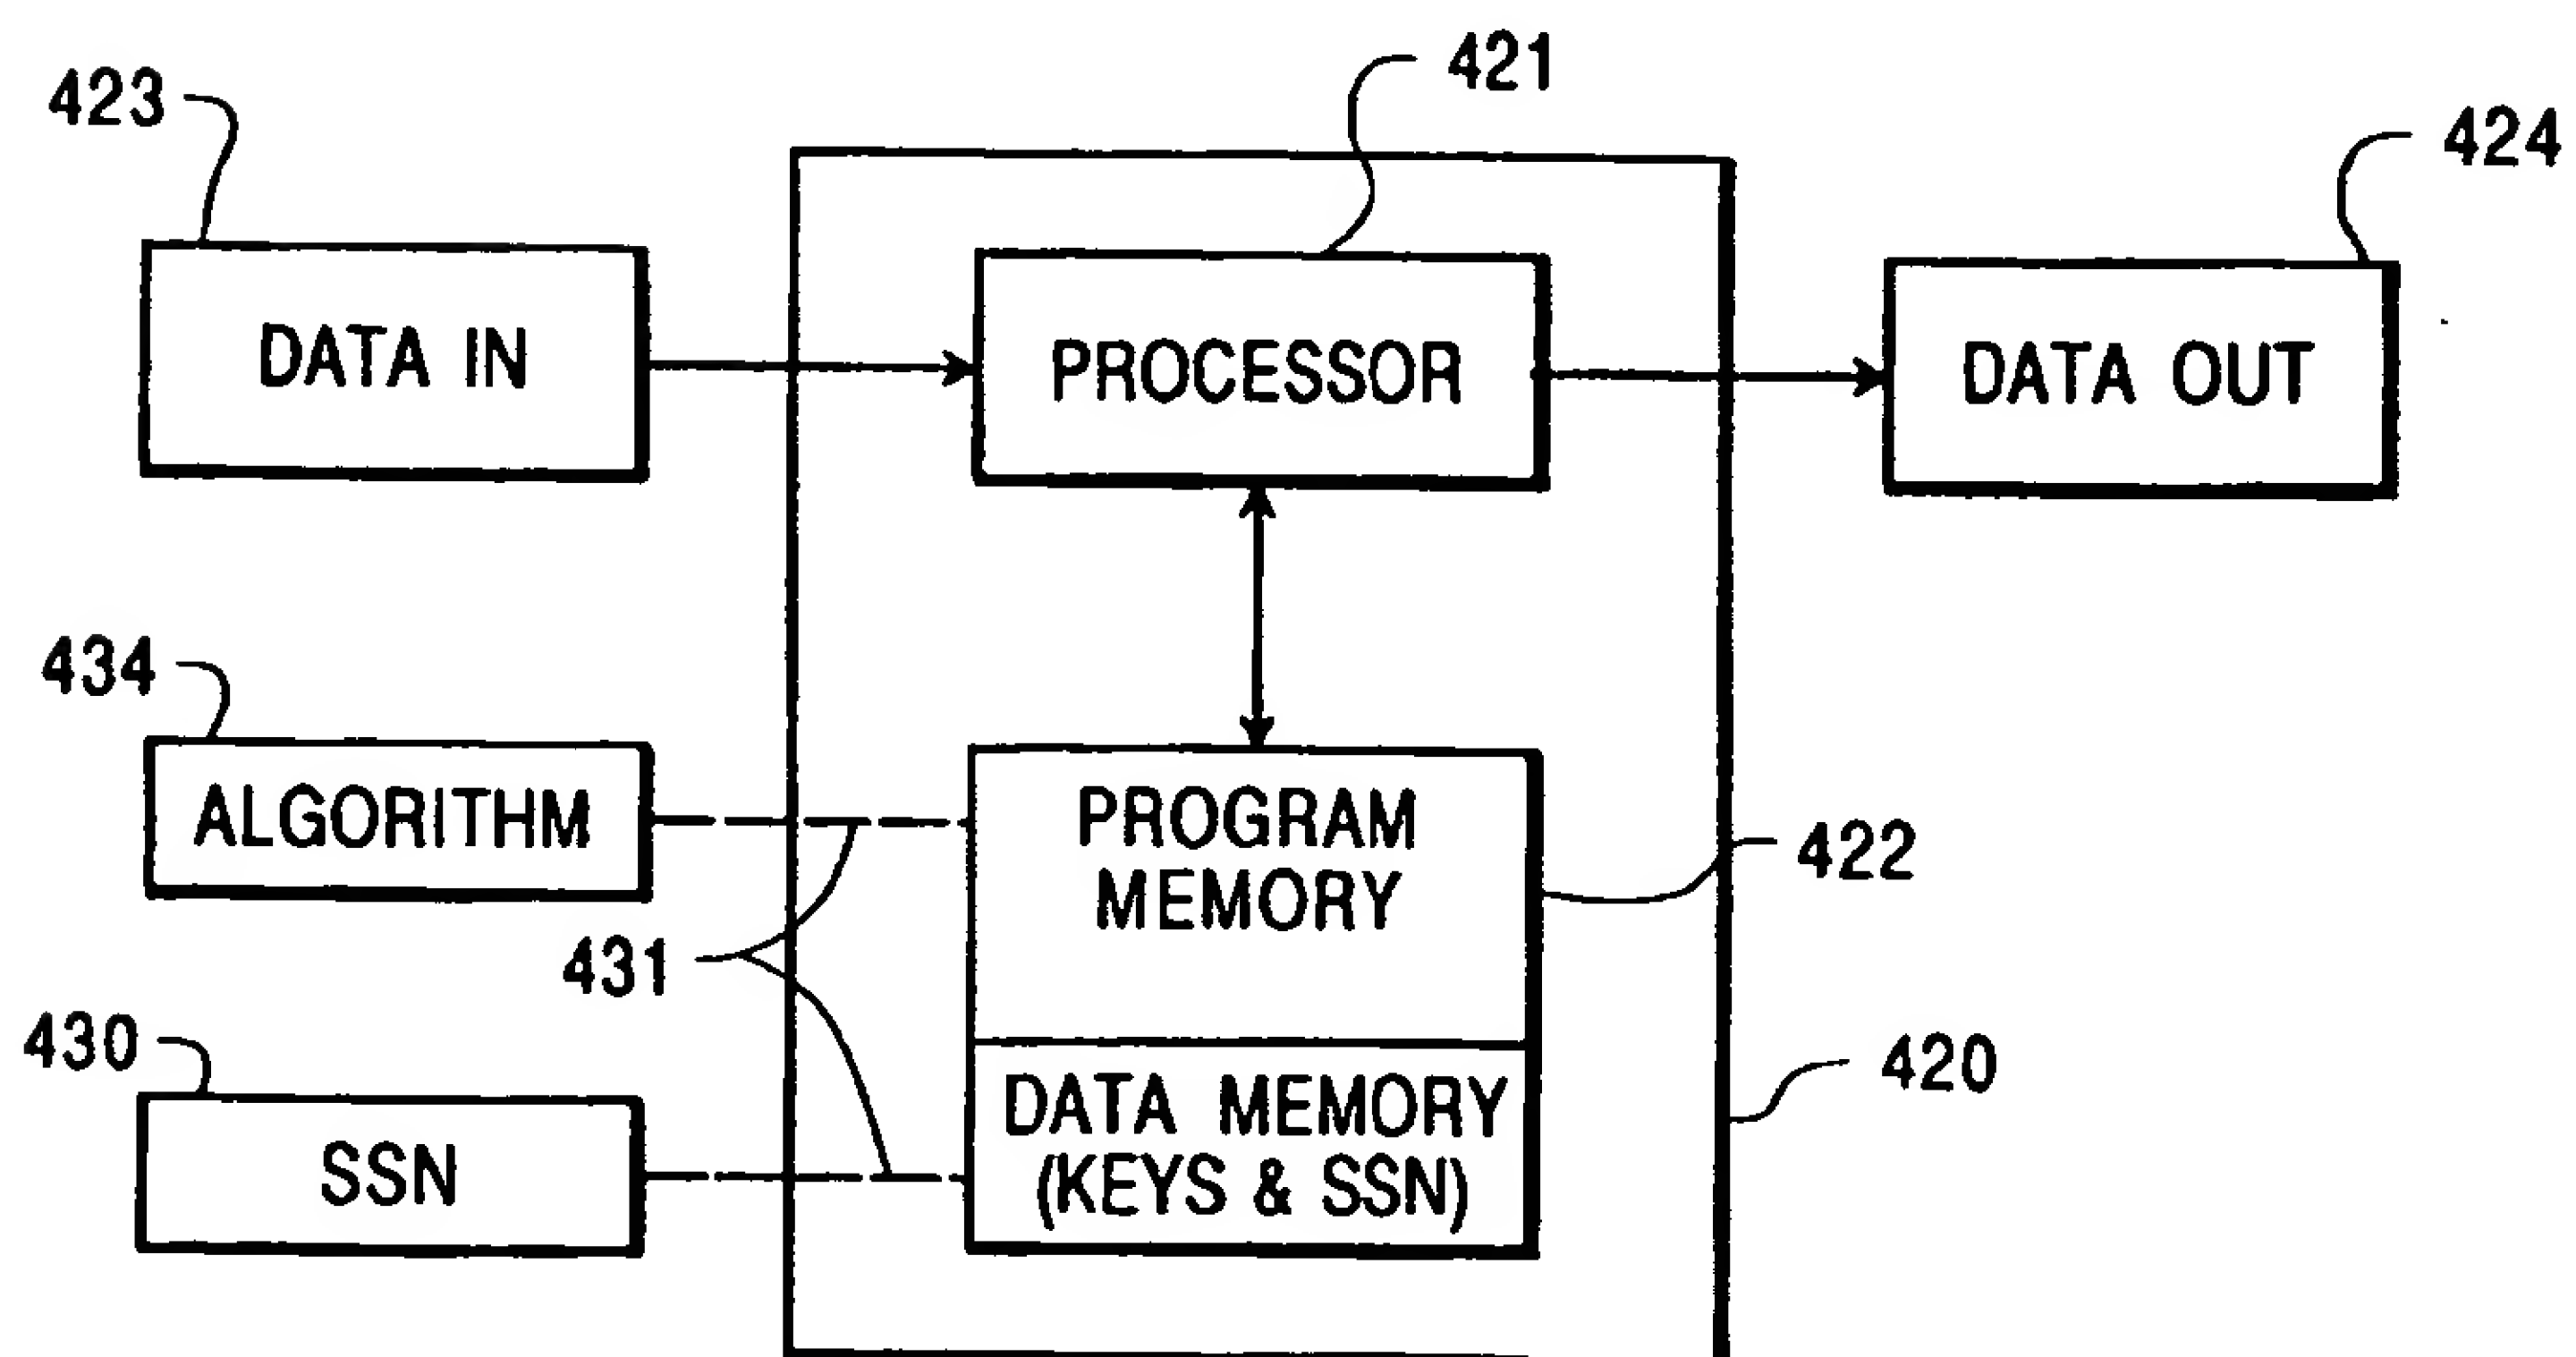 421
423
424
DATA IN
PROCESSOR
DATA OUT
434
ALGORITHM
PROGRAM
MEMORY
422
431
430
420
SSN
DATA MEMORY
(KEYS & SSN)